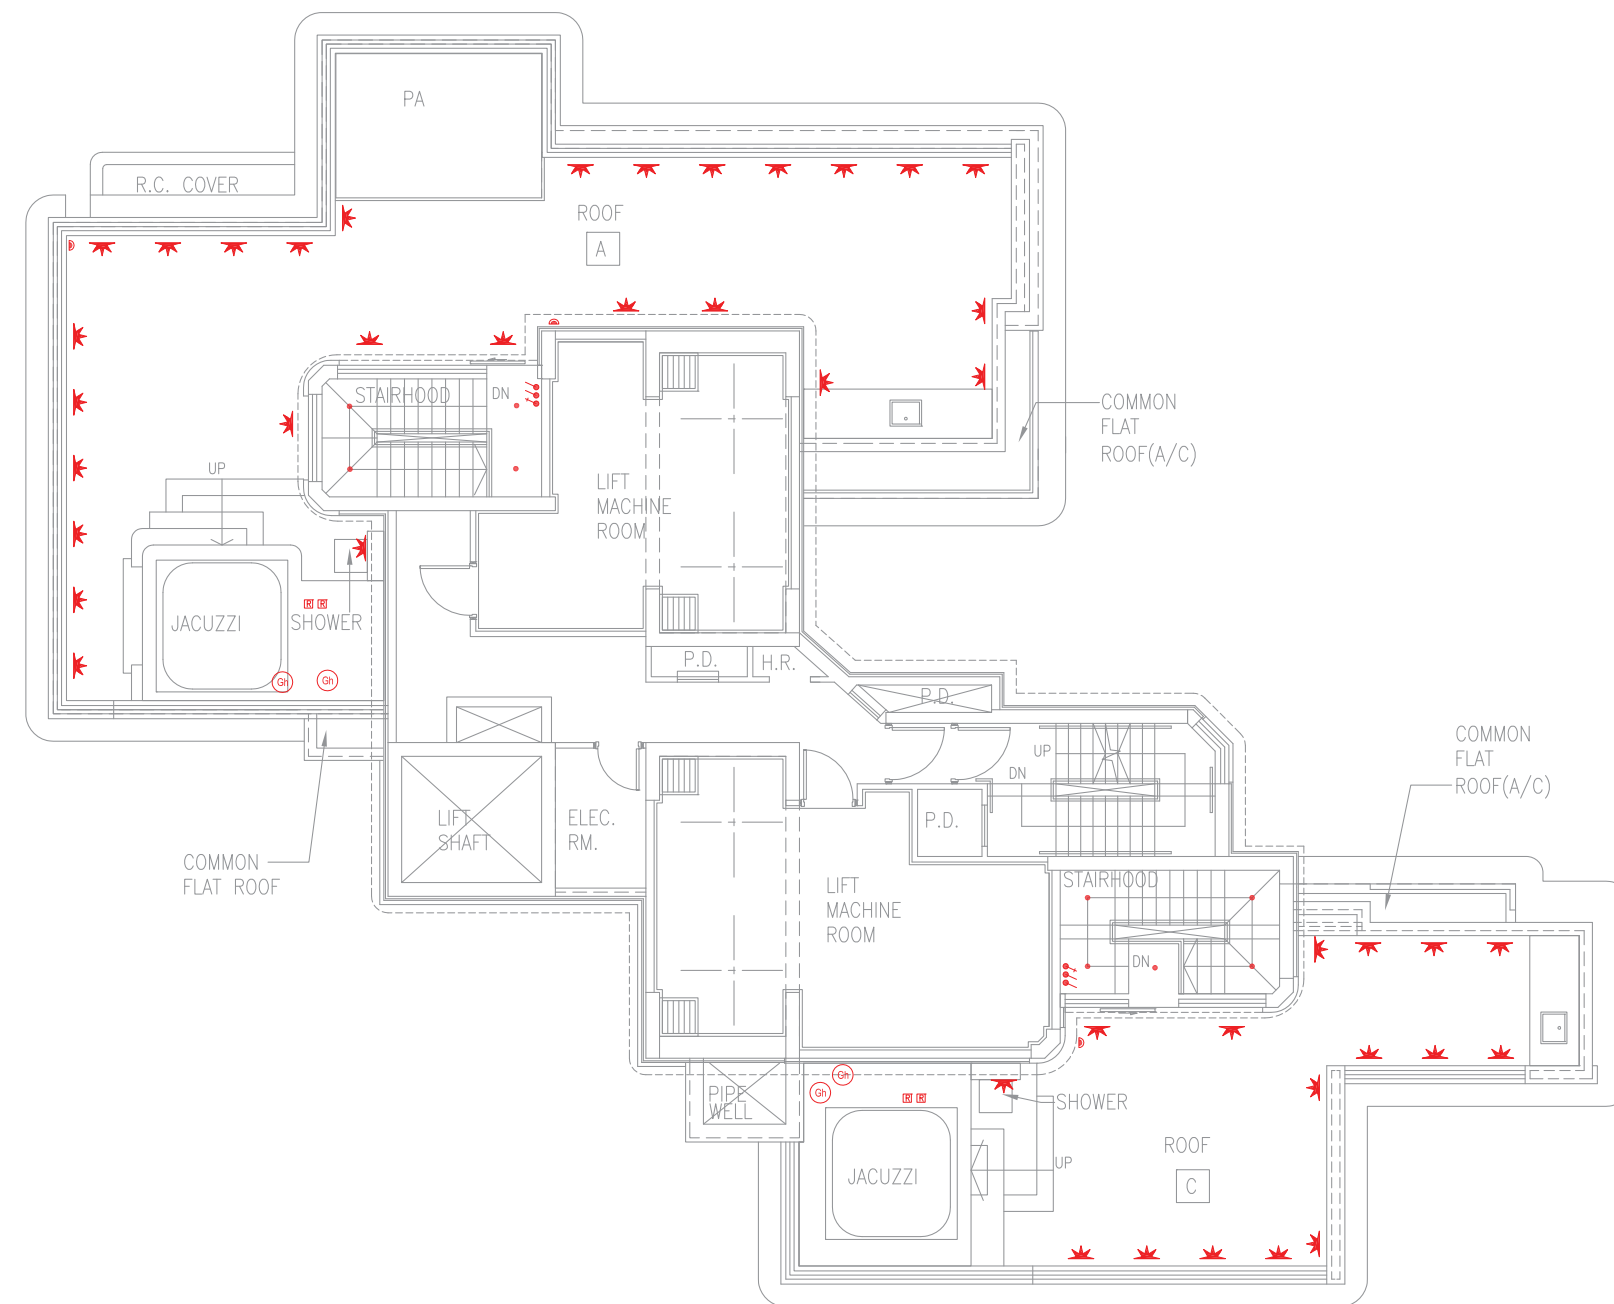 PA
R.C. COVER
ROOF
A
STAIRHOOD
DN
COMMON
FLAT
ROOF(A/C)
UP
LIFT
MACHINE
ROOM
JACUZZI
R R
SHOWER
Gh
Gh
P.D.
H.R.
P.D.
UP
DN
COMMON
FLAT
ROOF(A/C)
LIFT
SHAFT
ELEC.
RM.
P.D.
COMMON
FLAT ROOF
LIFT
MACHINE
ROOM
STAIRHOOD
DN
Gh
Gh
PIPE
WELL
R R
SHOWER
ROOF
C
UP
JACUZZI